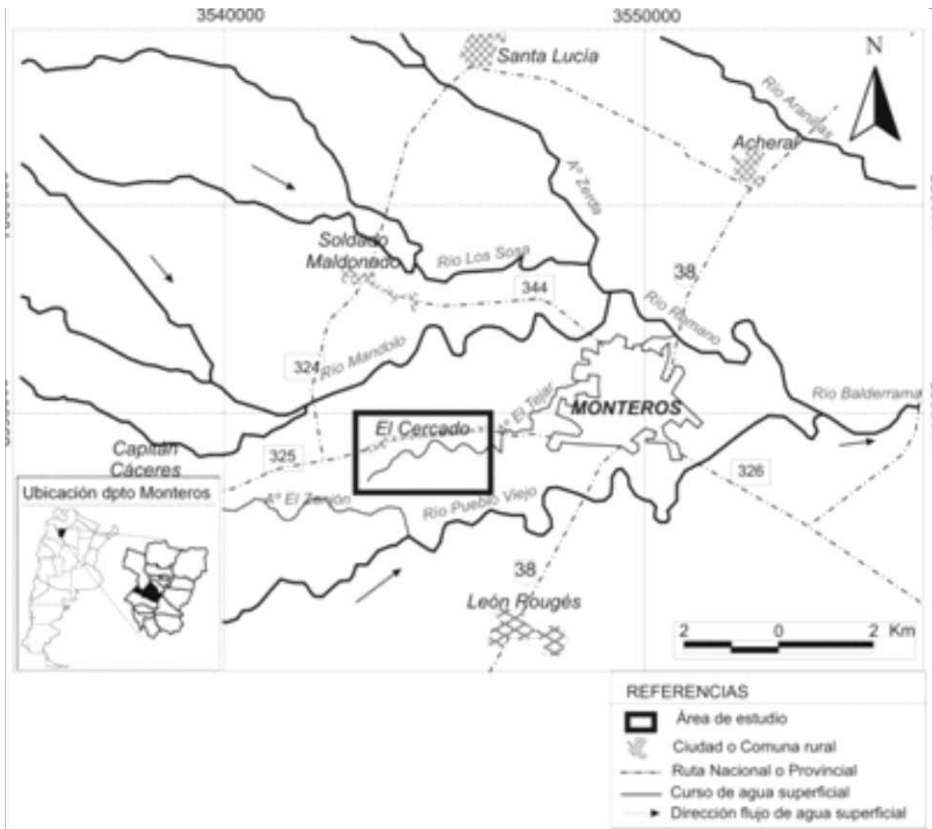 3540000
3550000
Santa Lucía
N
Río Aranillas
Acheral
Aº Zerda
Soldado
Maldonado
Río Los Sosa
38
344
Río Romano
324
Río Mandolo
Aº El Tejar
MONTEROS
Río Balderrama
El Cercado
Capitán
Cáceres
325
326
Ubicación dpto Monteros
Aº El Zanjón
Río Pueblo Viejo
38
León Rougés
2 0 2 Km
REFERENCIAS
Área de estudio
Ciudad o Comuna rural
Ruta Nacional o Provincial
Curso de agua superficial
Dirección flujo de agua superficial